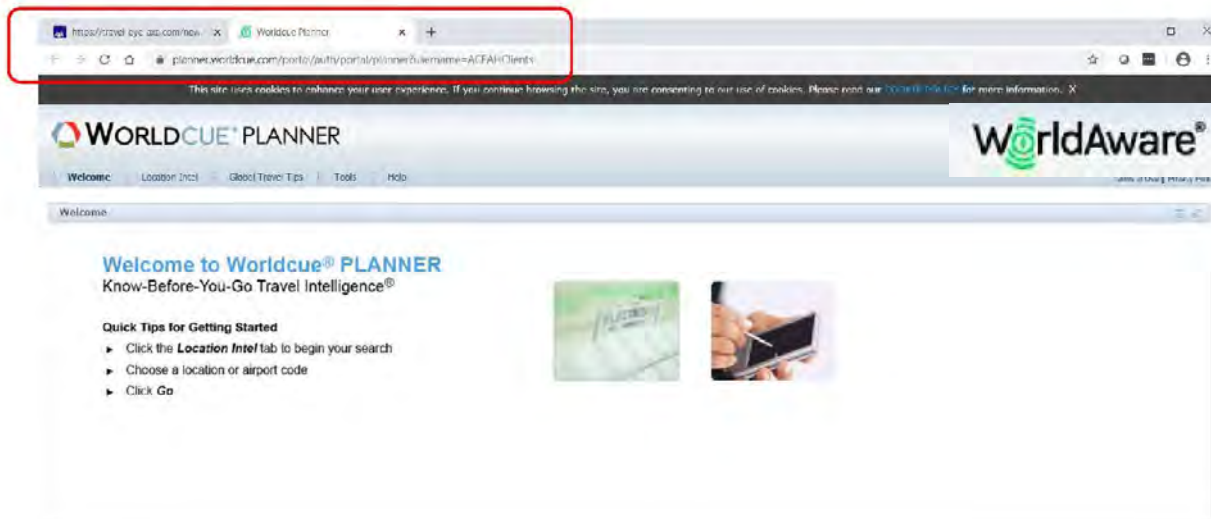 Worldcue Planner
planner.worldcue.com/portal/auth/portal/planner?username=ACEAHClients
This site uses cookies to enhance your user experience. If you continue browsing the site, you are consenting to our use of cookies. Please read our COOKIE POLICY for more information. X
WORLDCUE® PLANNER
WorldAware®
Welcome Location Intel Global Travel Tips Tools Help
Welcome
Welcome to Worldcue® PLANNER
Know-Before-You-Go Travel Intelligence®
Quick Tips for Getting Started
► Click the Location Intel tab to begin your search
► Choose a location or airport code
► Click Go